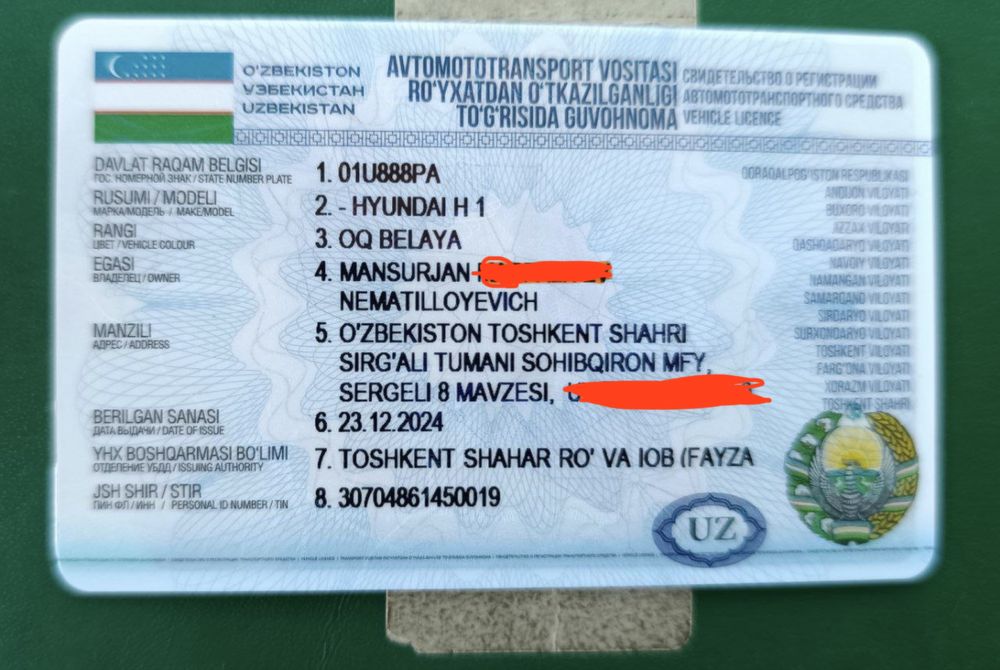 O'ZBEKISTON
ЎЗБЕКИСТАН
UZBEKISTAN
AVTOMOTOTRANSPORT VOSITASI
RO'YXATDAN O'TKAZILGANLIGI
TO'G'RISIDA GUVOHNOMA
СВИДЕТЕЛЬСТВО О РЕГИСТРАЦИИ
АВТОМОТОТРАНСПОРТНОГО СРЕДСТВА
VEHICLE LICENCE
DAVLAT RAQAM BELGISI
ГОС. НОМЕРНОЙ ЗНАК / STATE NUMBER PLATE
1. 01U888PA
RUSUMI / MODELI
МАРКА/МОДЕЛЬ / MAKE/MODEL
2. - HYUNDAI H 1
RANGI
ЦВЕТ / VEHICLE COLOUR
3. OQ BELAYA
EGASI
ВЛАДЕЛЕЦ / OWNER
4. MANSURJAN
NEMATILLOYEVICH
MANZILI
АДРЕС / ADDRESS
5. O'ZBEKISTON TOSHKENT SHAHRI
SIRG'ALI TUMANI SOHIBQIRON MFY,
SERGELI 8 MAVZESI,
BERILGAN SANASI
ДАТА ВЫДАЧИ / DATE OF ISSUE
6. 23.12.2024
YHX BOSHQARMASI BO'LIMI
ОТДЕЛЕНИЕ УБДД / ISSUING AUTHORITY
7. TOSHKENT SHAHAR RO' VA IOB (FAYZA
JSH SHIR / STIR
ПИН ФЛ / ИНН / PERSONAL ID NUMBER / TIN
8. 30704861450019
QORAQALPOG'ISTON RESPUBLIKASI
ANDIJON VILOYATI
BUXORO VILOYATI
JIZZAX VILOYATI
QASHQADARYO VILOYATI
NAVOIY VILOYATI
NAMANGAN VILOYATI
SAMARQAND VILOYATI
SIRDARYO VILOYATI
SURXONDARYO VILOYATI
TOSHKENT VILOYATI
FARG'ONA VILOYATI
XORAZM VILOYATI
TOSHKENT SHAHRI
UZ